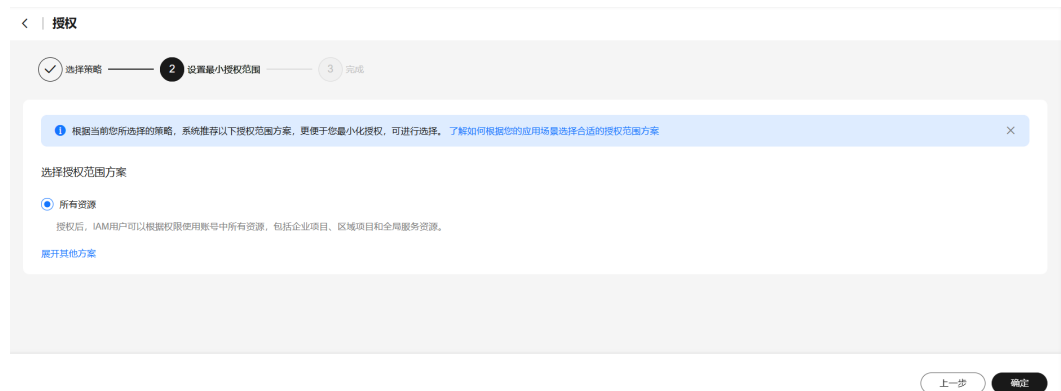 授权
选择策略 2 设置最小授权范围 3 完成
根据当前您所选择的策略，系统推荐以下授权范围方案，更便于您最小化授权，可进行选择。 了解如何根据您的应用场景选择合适的授权范围方案
选择授权范围方案
所有资源
授权后，IAM用户可以根据权限使用账号中所有资源，包括企业项目、区域项目和全局服务资源。
展开其他方案
上一步 确定